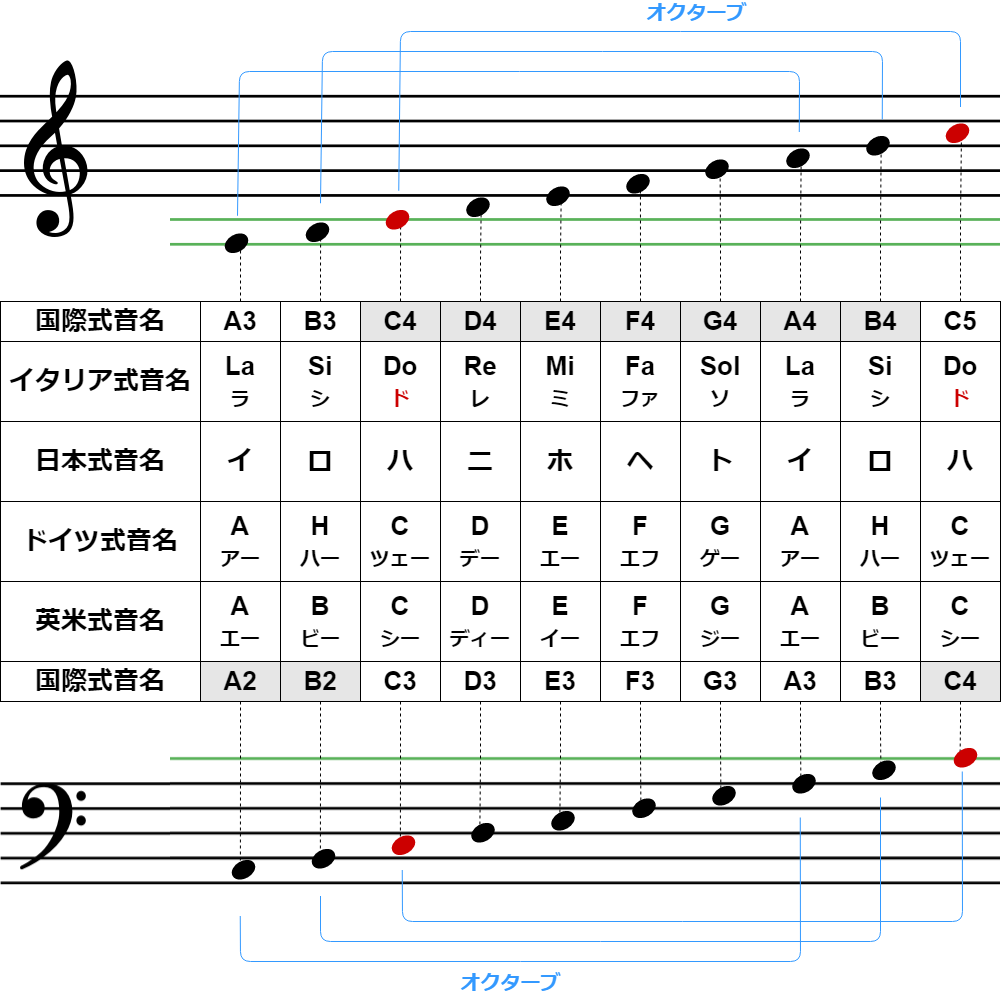 オクターブ
国際式音名 A3 B3 C4 D4 E4 F4 G4 A4 B4 C5
イタリア式音名 La Si Do Re Mi Fa Sol La Si Do
ラ シ ド レ ミ ファ ソ ラ シ ド
日本式音名 イ ロ ハ ニ ホ ヘ ト イ ロ ハ
ドイツ式音名 A H C D E F G A H C
アー ハー ツェー デー エー エフ ゲー アー ハー ツェー
英米式音名 A B C D E F G A B C
エー ビー シー ディー イー エフ ジー エー ビー シー
国際式音名 A2 B2 C3 D3 E3 F3 G3 A3 B3 C4
オクターブ